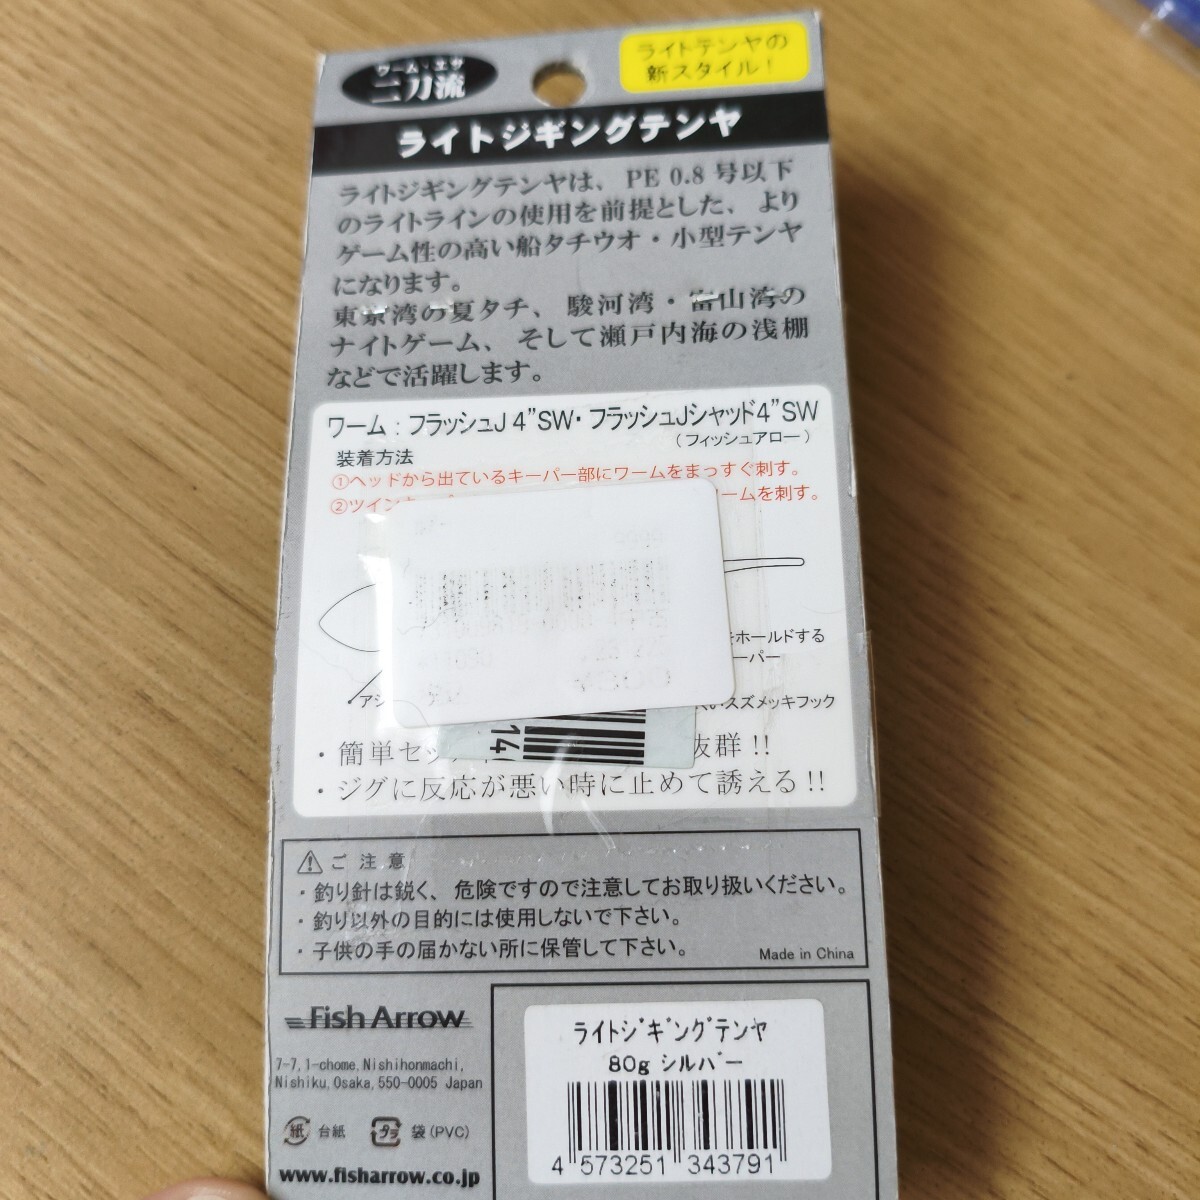 ワーム・エサ
二刀流
ライトテンヤの
新スタイル!
ライトジギングテンヤ
ライトジギングテンヤは、PE 0.8 号以下
のライトラインの使用を前提とした、より
ゲーム性の高い船タチウオ・小型テンヤ
になります。
東京湾の夏タチ、駿河湾・富山湾の
ナイトゲーム、そして瀬戸内海の浅棚
などで活躍します。
ワーム:フラッシュJ 4”SW・フラッシュJシャッド4”SW
(フィッシュアロー)
装着方法
①ヘッドから出ているキーパー部にワームをまっすぐ刺す。
②ツイン ームを刺す。
をホールドする
ーパー
・アシ スズメッキフック
・簡単セッ 抜群!!
14
・ジグに反応が悪い時に止めて誘える!!
ご注意
・釣り針は鋭く、危険ですので注意してお取り扱いください。
・釣り以外の目的には使用しないで下さい。
・子供の手の届かない所に保管して下さい。
Made in China
Fish Arrow
7-7,1-chome,Nishihonmachi,
Nishiku,Osaka,550-0005 Japan
紙 台紙 プラ 袋(PVC)
www.fisharrow.co.jp
ﾗｲﾄｼﾞｷﾞﾝｸﾞﾃﾝﾔ
80g ｼﾙﾊﾞｰ
4 573251 343791